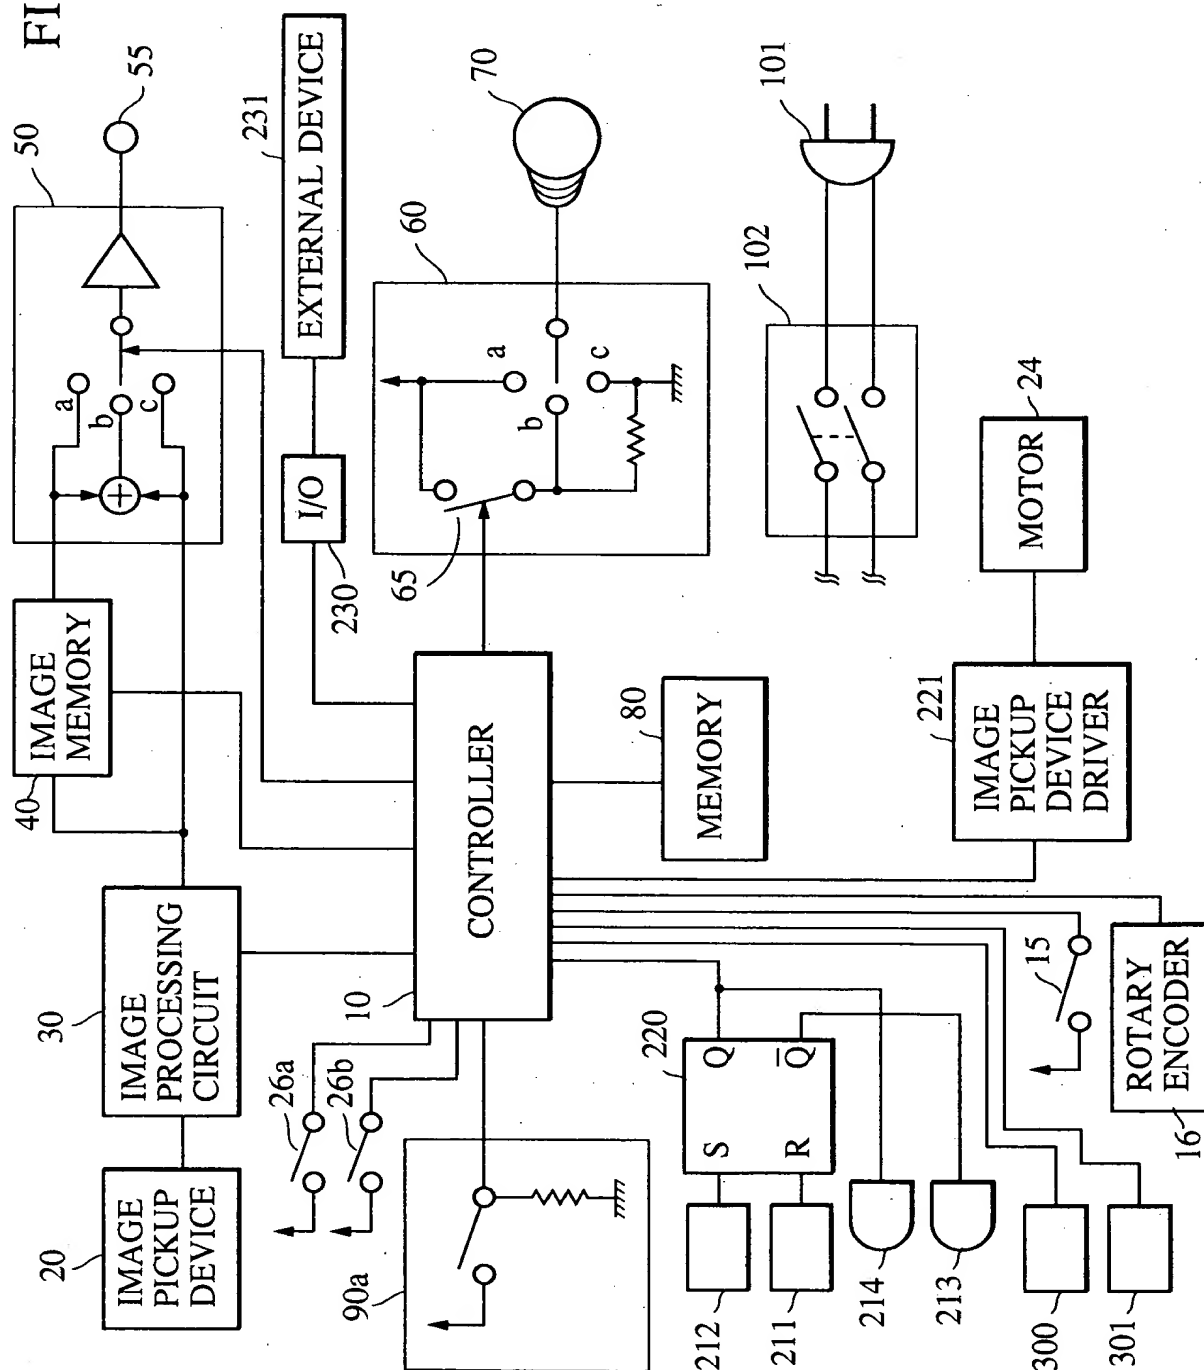 FI
20
IMAGE
PICKUP
DEVICE
30
IMAGE
PROCESSING
CIRCUIT
40
IMAGE
MEMORY
50
a
b
c
55
26a
26b
90a
10
CONTROLLER
230
I/O
231
EXTERNAL DEVICE
60
65
a
b
c
70
80
MEMORY
102
101
212
211
220
S
R
Q
Q̅
214
213
300
301
15
16
ROTARY
ENCODER
221
IMAGE
PICKUP
DEVICE
DRIVER
24
MOTOR